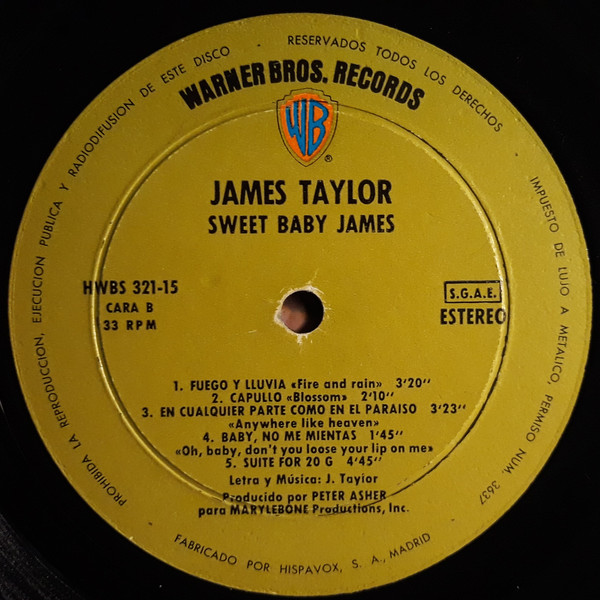 PROHIBIDA LA REPRODUCCION, EJECUCION PUBLICA Y RADIODIFUSION DE ESTE DISCO
RESERVADOS TODOS LOS DERECHOS
IMPUESTO DE LUJO A METALICO, PERMISO NUM. 3637
WARNER BROS. RECORDS
WB
®
JAMES TAYLOR
SWEET BABY JAMES
HWBS 321-15
CARA B
33 RPM
S.G.A.E.
ESTEREO
1. FUEGO Y LLUVIA «Fire and rain» 3'20''
2. CAPULLO «Blossom» 2'10''
3. EN CUALQUIER PARTE COMO EN EL PARAISO 3'23''
«Anywhere like heaven»
4. BABY, NO ME MIENTAS 1'45''
«Oh, baby, don't you loose your lip on me»
5. SUITE FOR 20 G 4'45''
Letra y Música: J. Taylor
Producido por PETER ASHER
para MARYLEBONE Productions, Inc.
FABRICADO POR HISPAVOX, S. A., MADRID